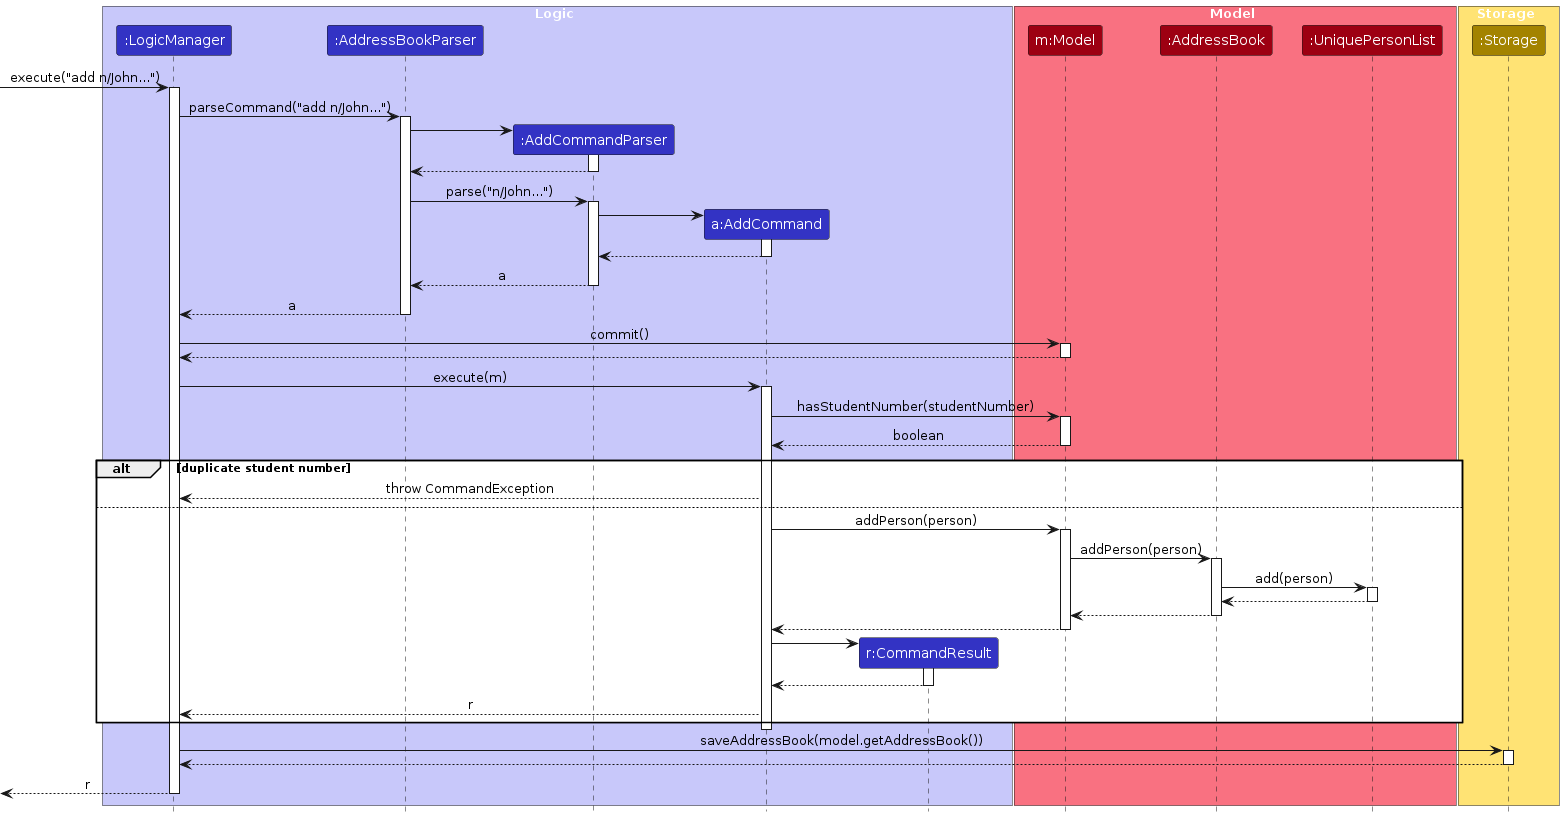 Logic
Model
Storage
:LogicManager
:AddressBookParser
m:Model
:AddressBook
:UniquePersonList
:Storage
execute("add n/John...")
parseCommand("add n/John...")
:AddCommandParser
parse("n/John...")
a:AddCommand
a
a
commit()
execute(m)
hasStudentNumber(studentNumber)
boolean
alt
[duplicate student number]
throw CommandException
addPerson(person)
addPerson(person)
add(person)
r:CommandResult
r
saveAddressBook(model.getAddressBook())
r